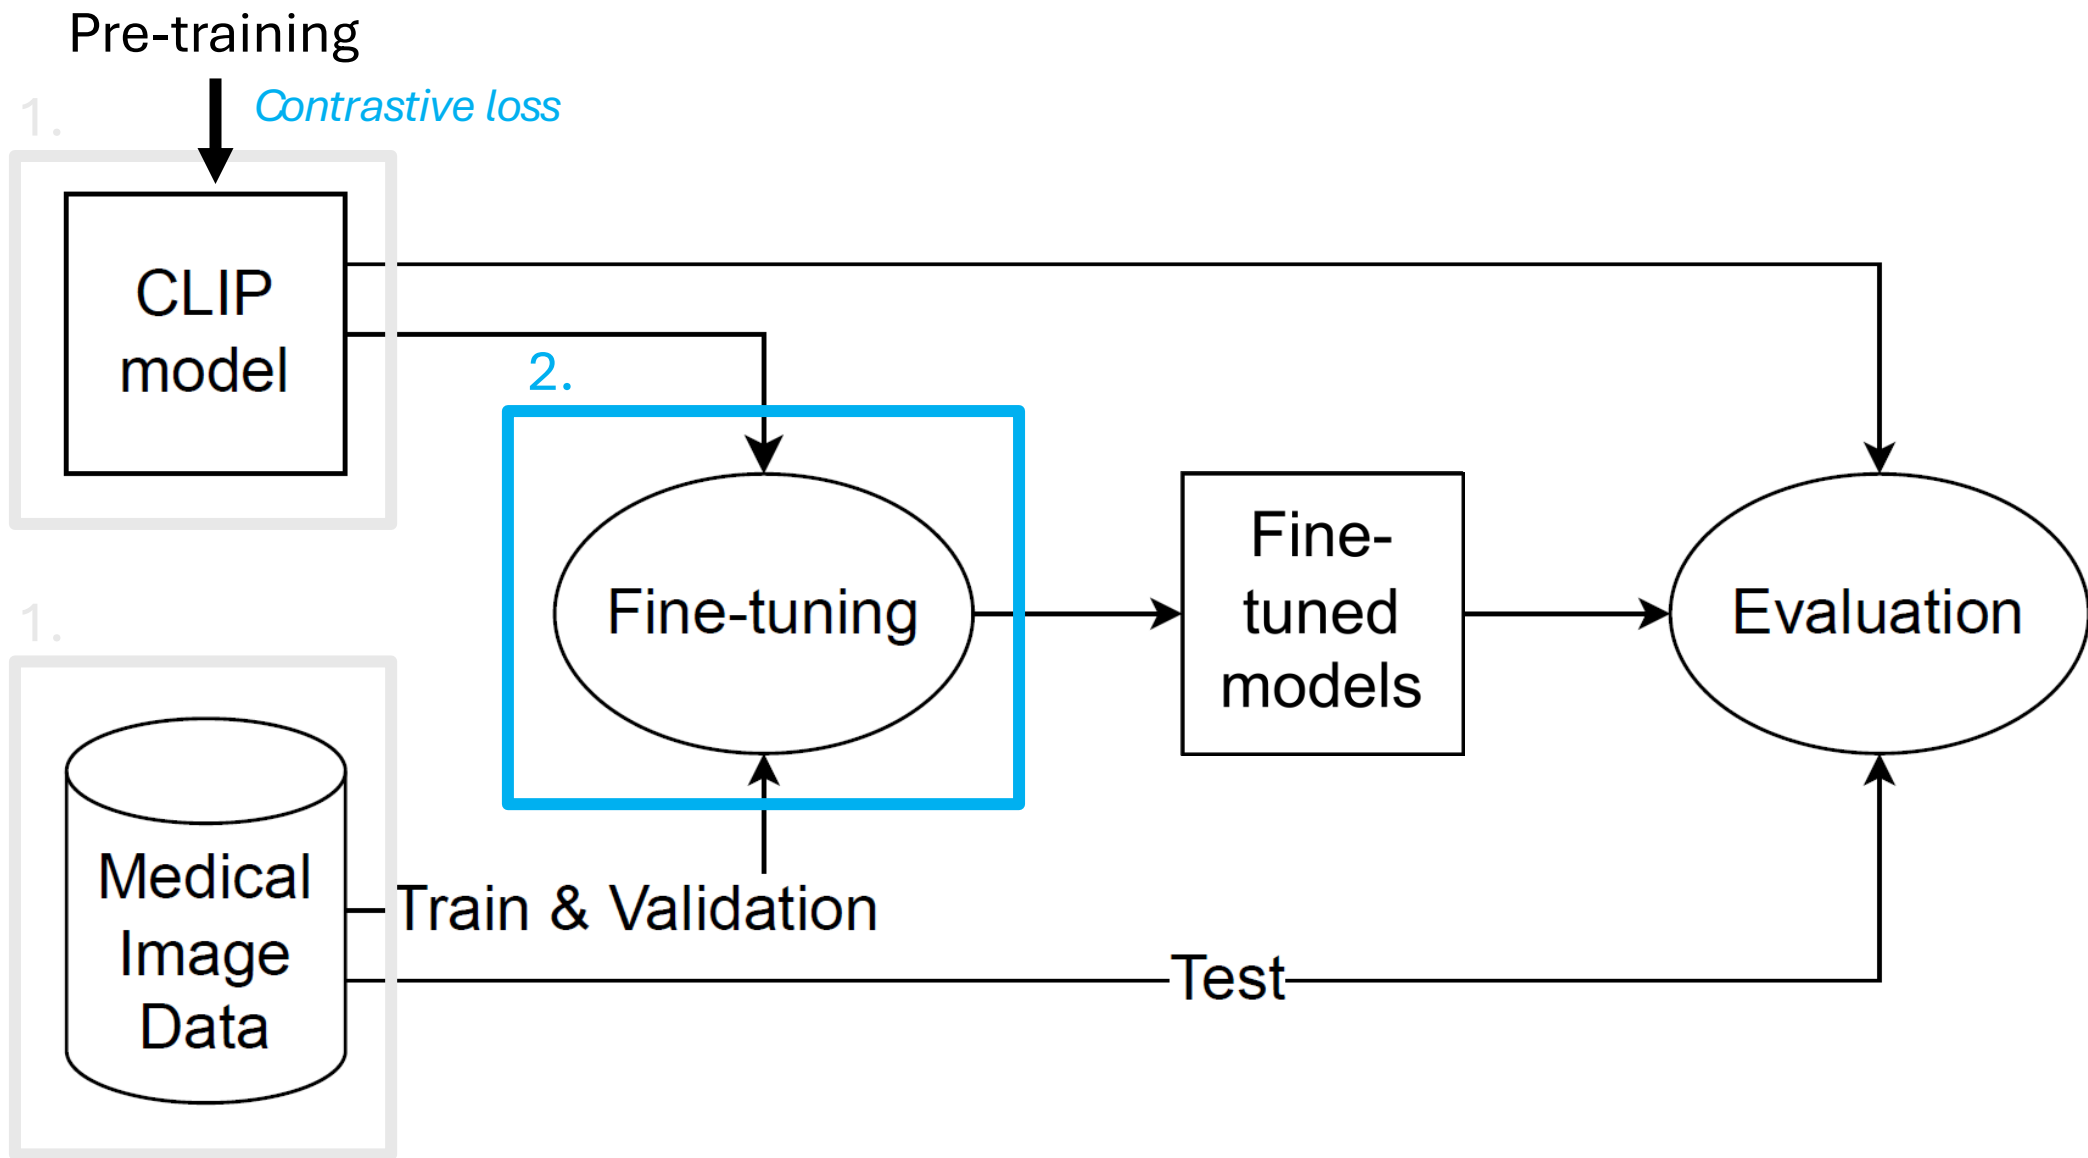 Pre-training
Contrastive loss
1.
CLIP
model
2.
Fine-tuning
Fine-
tuned
models
Evaluation
1.
Medical
Image
Data
Train & Validation
Test